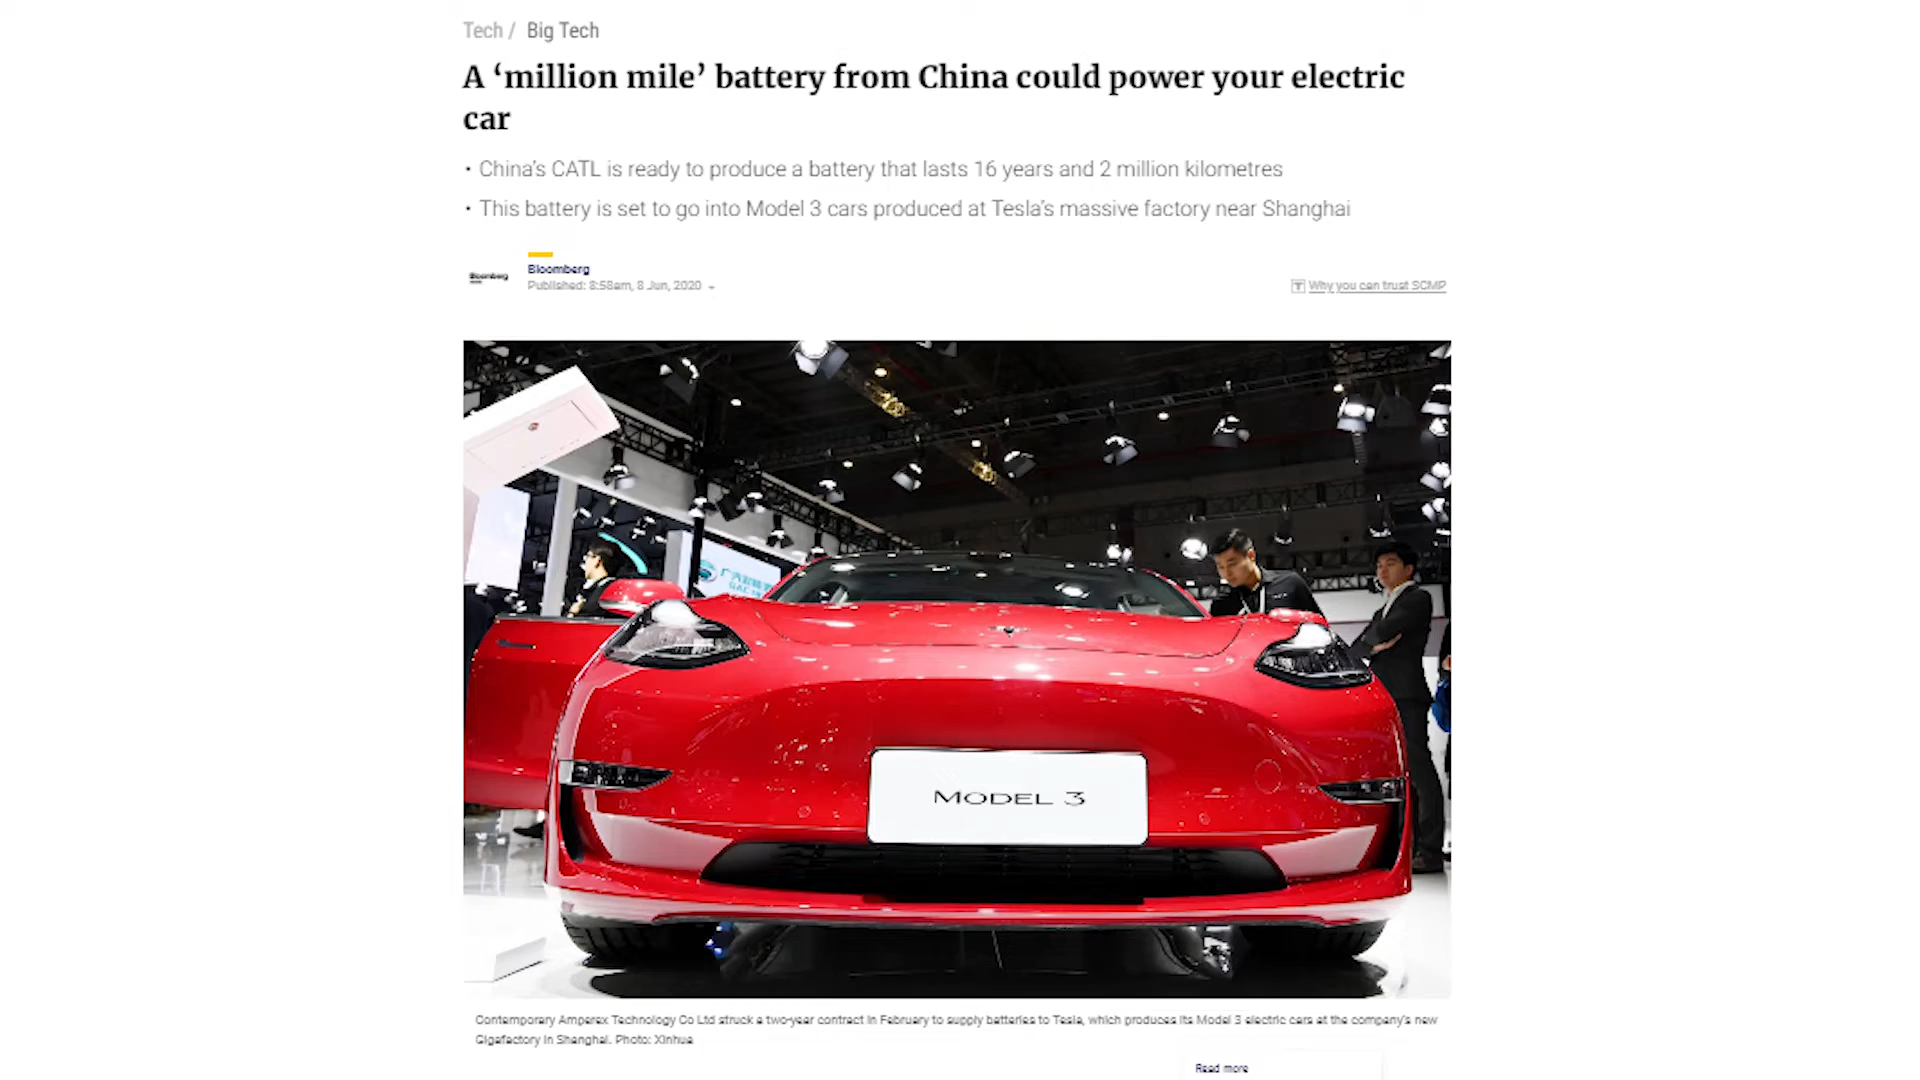 Tech / Big Tech
A ‘million mile’ battery from China could power your electric
car
• China’s CATL is ready to produce a battery that lasts 16 years and 2 million kilometres
• This battery is set to go into Model 3 cars produced at Tesla’s massive factory near Shanghai
Bloomberg
Bloomberg
Published: 8:58am, 8 Jun, 2020
Why you can trust SCMP
MODEL 3
Contemporary Amperex Technology Co Ltd struck a two-year contract in February to supply batteries to Tesla, which produces its Model 3 electric cars at the company’s new
Gigafactory in Shanghai. Photo: Xinhua
Read more